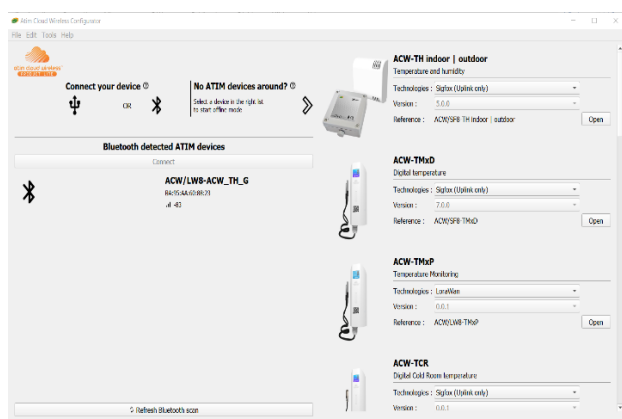 Atim Cloud Wireless Configurator
File Edit Tools Help
atim cloud wireless
Connect your device
OR
No ATIM devices around?
Select a device in the right list
to start offline mode
Bluetooth detected ATIM devices
Connect
ACW/LW8-ACW_TH_G
-83
Refresh Bluetooth scan
ACW-TH indoor | outdoor
Temperature and humidity
Technologies : Sigfox (Uplink only)
Version : 5.0.0
Reference : ACW/SF8-TH indoor | outdoor
Open
ACW-TMxD
Digital temperature
Technologies : Sigfox (Uplink only)
Version : 7.0.0
Reference : ACW/SF8-TMxD
Open
ACW-TMxP
Temperature Monitoring
Technologies : LoraWan
Version : 0.0.1
Reference : ACW/LW8-TMxP
Open
ACW-TCR
Digital Cold Room temperature
Technologies : Sigfox (Uplink only)
Version : 0.0.1